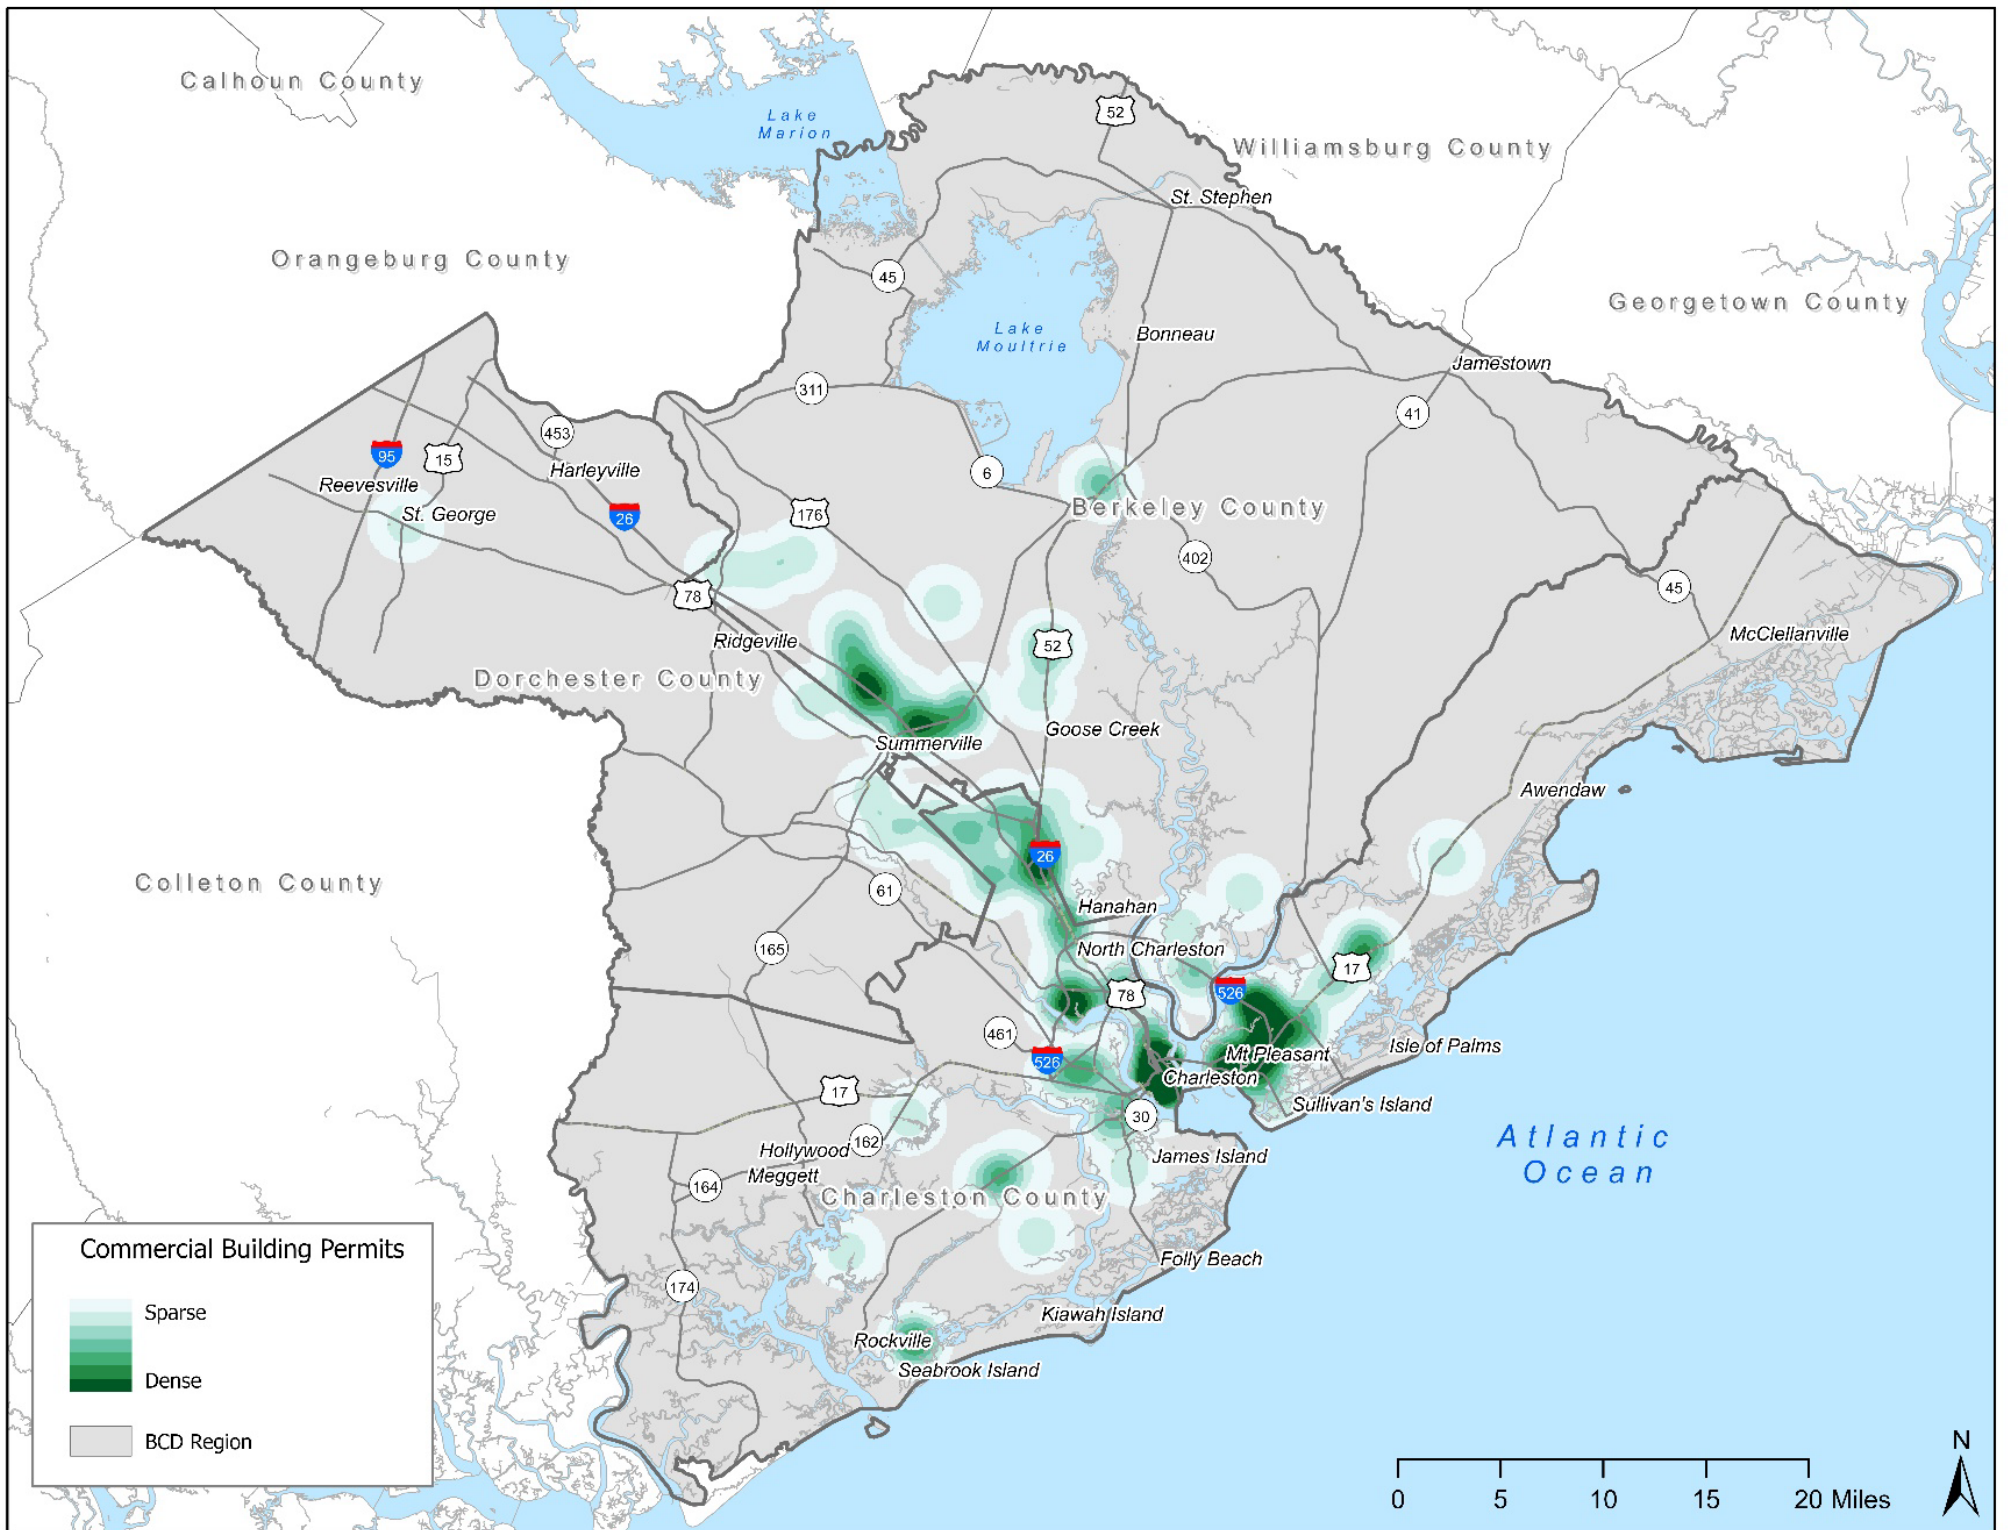 Calhoun County
Lake
Marion
52
Williamsburg County
St. Stephen
Orangeburg County
45
Georgetown County
Lake
Moultrie
Bonneau
Jamestown
311
41
453
95
15
Harleyville
6
Reevesville
St. George
26
176
Berkeley County
402
78
45
Ridgeville
52
McClellanville
Dorchester County
Goose Creek
Summerville
Awendaw
26
Colleton County
61
Hanahan
165
North Charleston
17
526
78
461
526
Mt Pleasant
Isle of Palms
Charleston
17
Sullivan's Island
30
Hollywood
162
James Island
Atlantic
Ocean
Meggett
164
Charleston County
Folly Beach
174
Kiawah Island
Rockville
Seabrook Island
Commercial Building Permits
Sparse
Dense
BCD Region
N
0 5 10 15 20 Miles